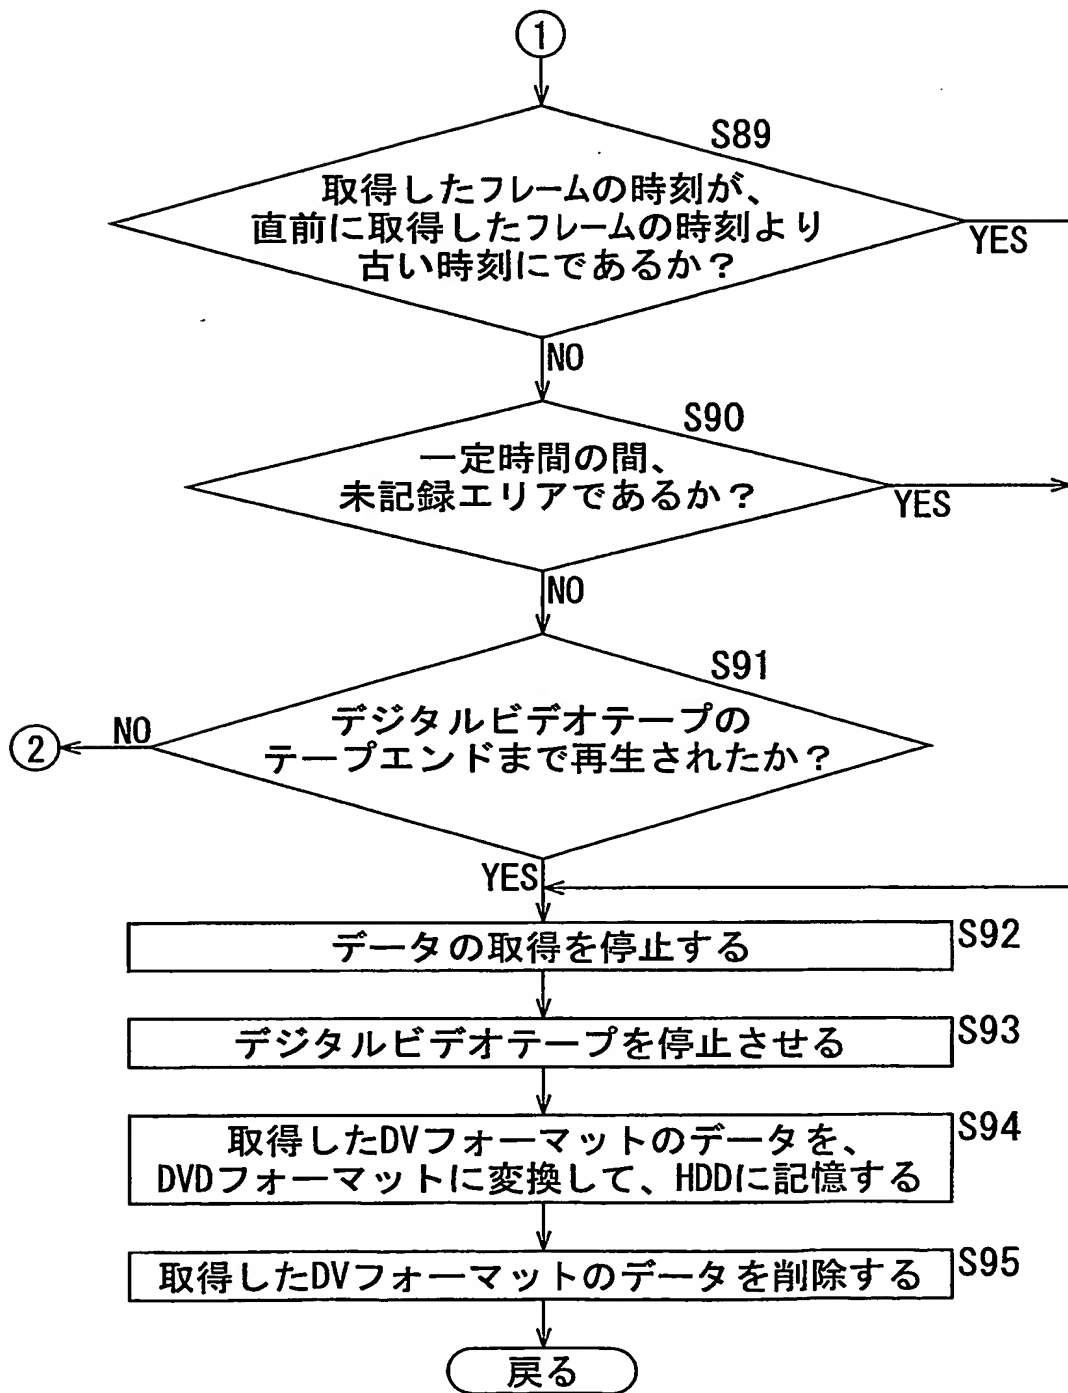 1
S89
取得したフレームの時刻が、
直前に取得したフレームの時刻より
古い時刻にであるか？
YES
NO
S90
一定時間の間、
未記録エリアであるか？
YES
NO
S91
デジタルビデオテープの
テープエンドまで再生されたか？
NO
2
YES
データの取得を停止する
S92
デジタルビデオテープを停止させる
S93
取得したDVフォーマットのデータを、
DVDフォーマットに変換して、HDDに記憶する
S94
取得したDVフォーマットのデータを削除する
S95
戻る